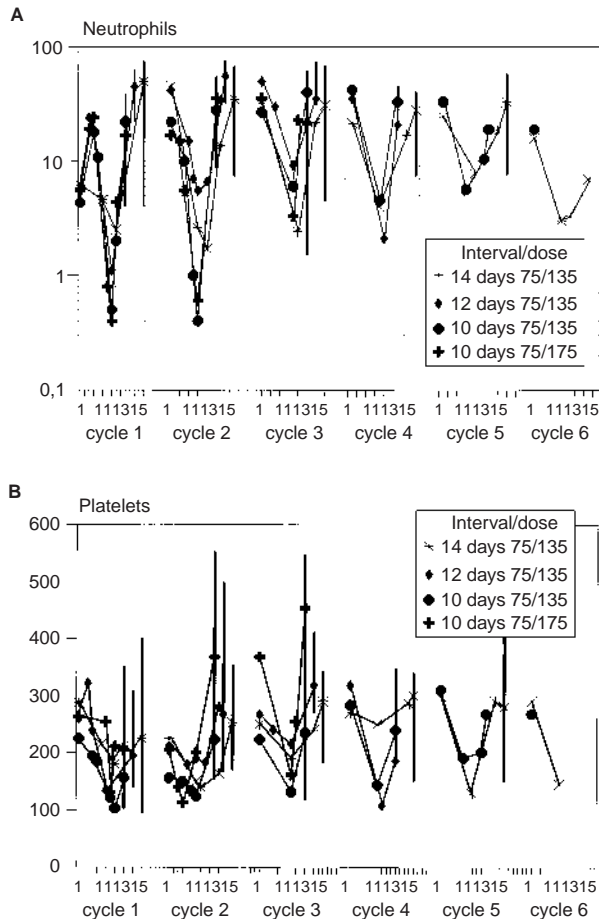 A
Neutrophils
100
10
1
0,1
Interval/dose
14 days 75/135
12 days 75/135
10 days 75/135
10 days 75/175
1 111315 1 111315 1 111315 1 111315 1 111315 1 111315
cycle 1 cycle 2 cycle 3 cycle 4 cycle 5 cycle 6
B
Platelets
600
500
400
300
200
100
0
Interval/dose
14 days 75/135
12 days 75/135
10 days 75/135
10 days 75/175
1 111315 1 111315 1 111315 1 111315 1 111315 1 111315
cycle 1 cycle 2 cycle 3 cycle 4 cycle 5 cycle 6